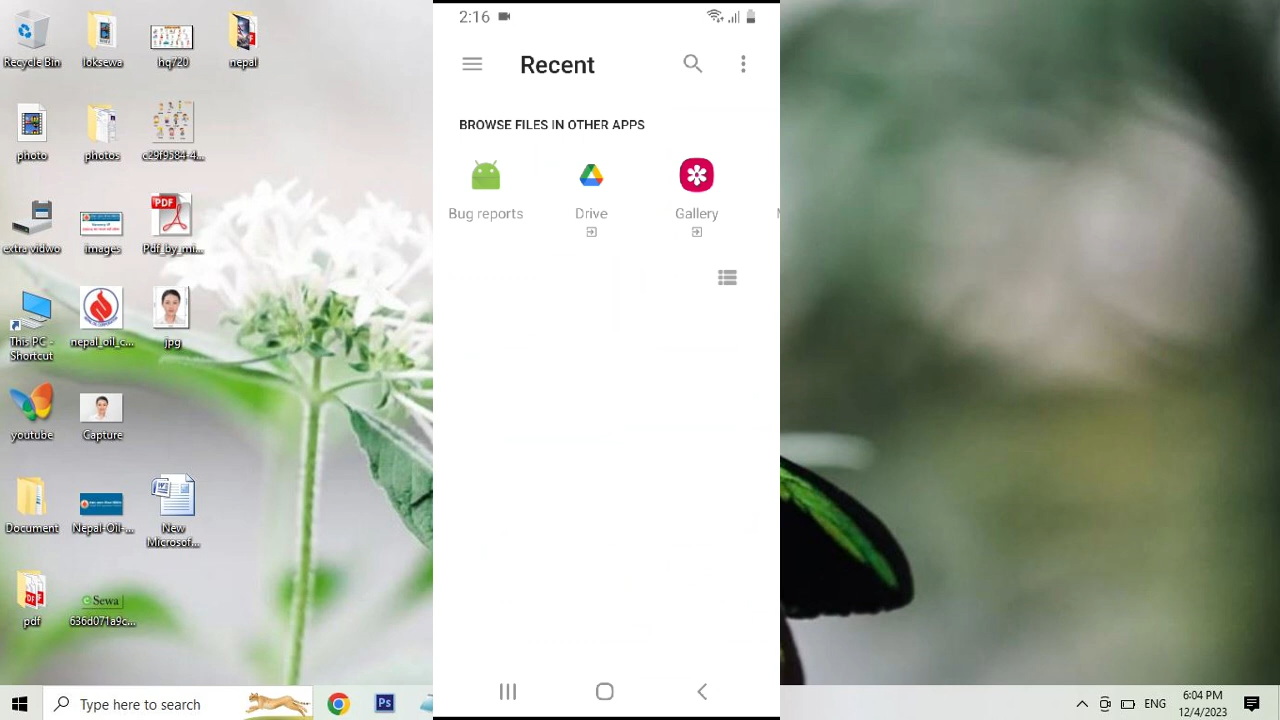 Recycle Bin
loksewa
hq720
nepal
photo
photos
c29f9584-4...
extra vidwo
images
Pdf_by_mi...
This PC -
Shortcut
nepal_oil_c...
jpg
youtube
Capture
Document
Nepal-Oil-...
New
Microsof...
pdf
Sewa
636d071a9c...
2:16
Recent
BROWSE FILES IN OTHER APPS
Bug reports
Drive
Gallery
Type here to search
Ps
6:04 PM
12/4/2023